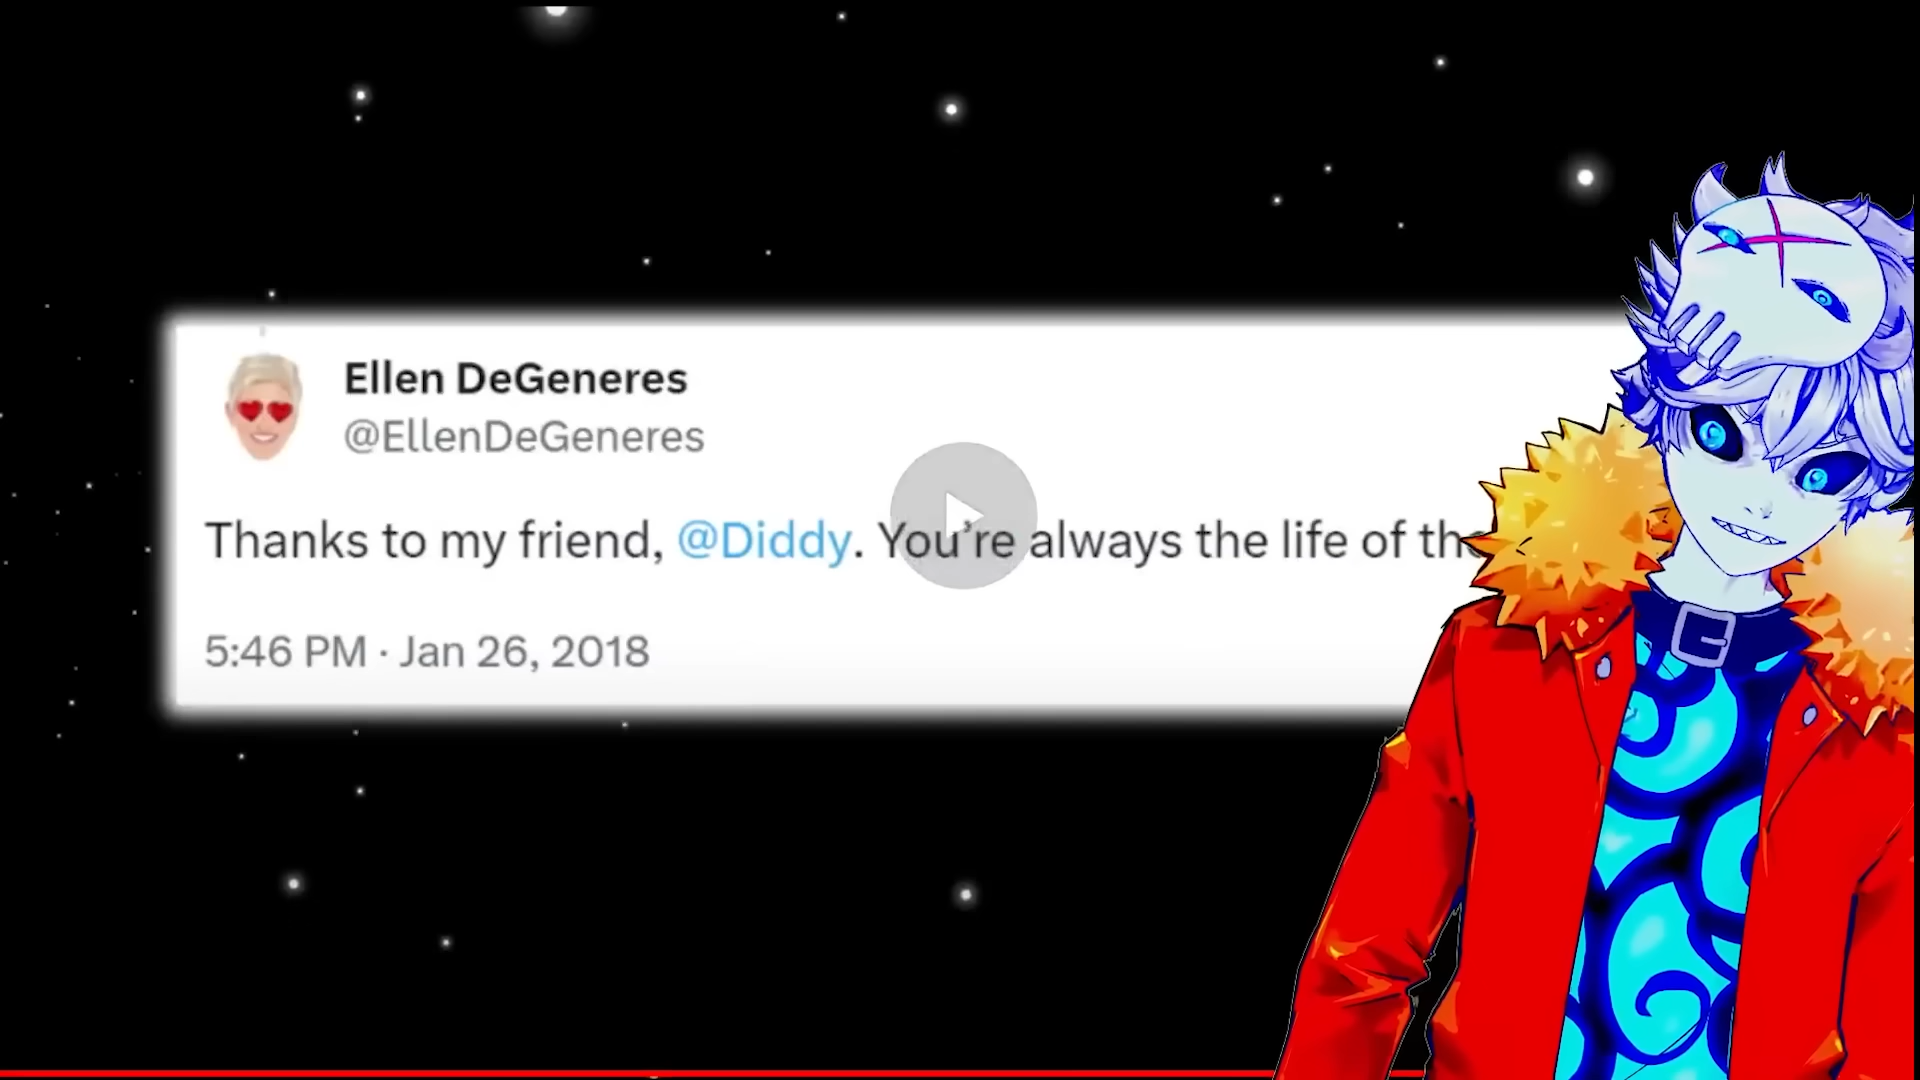 Ellen DeGeneres
@EllenDeGeneres
Thanks to my friend, @Diddy. You're always the life of
5:46 PM · Jan 26, 2018